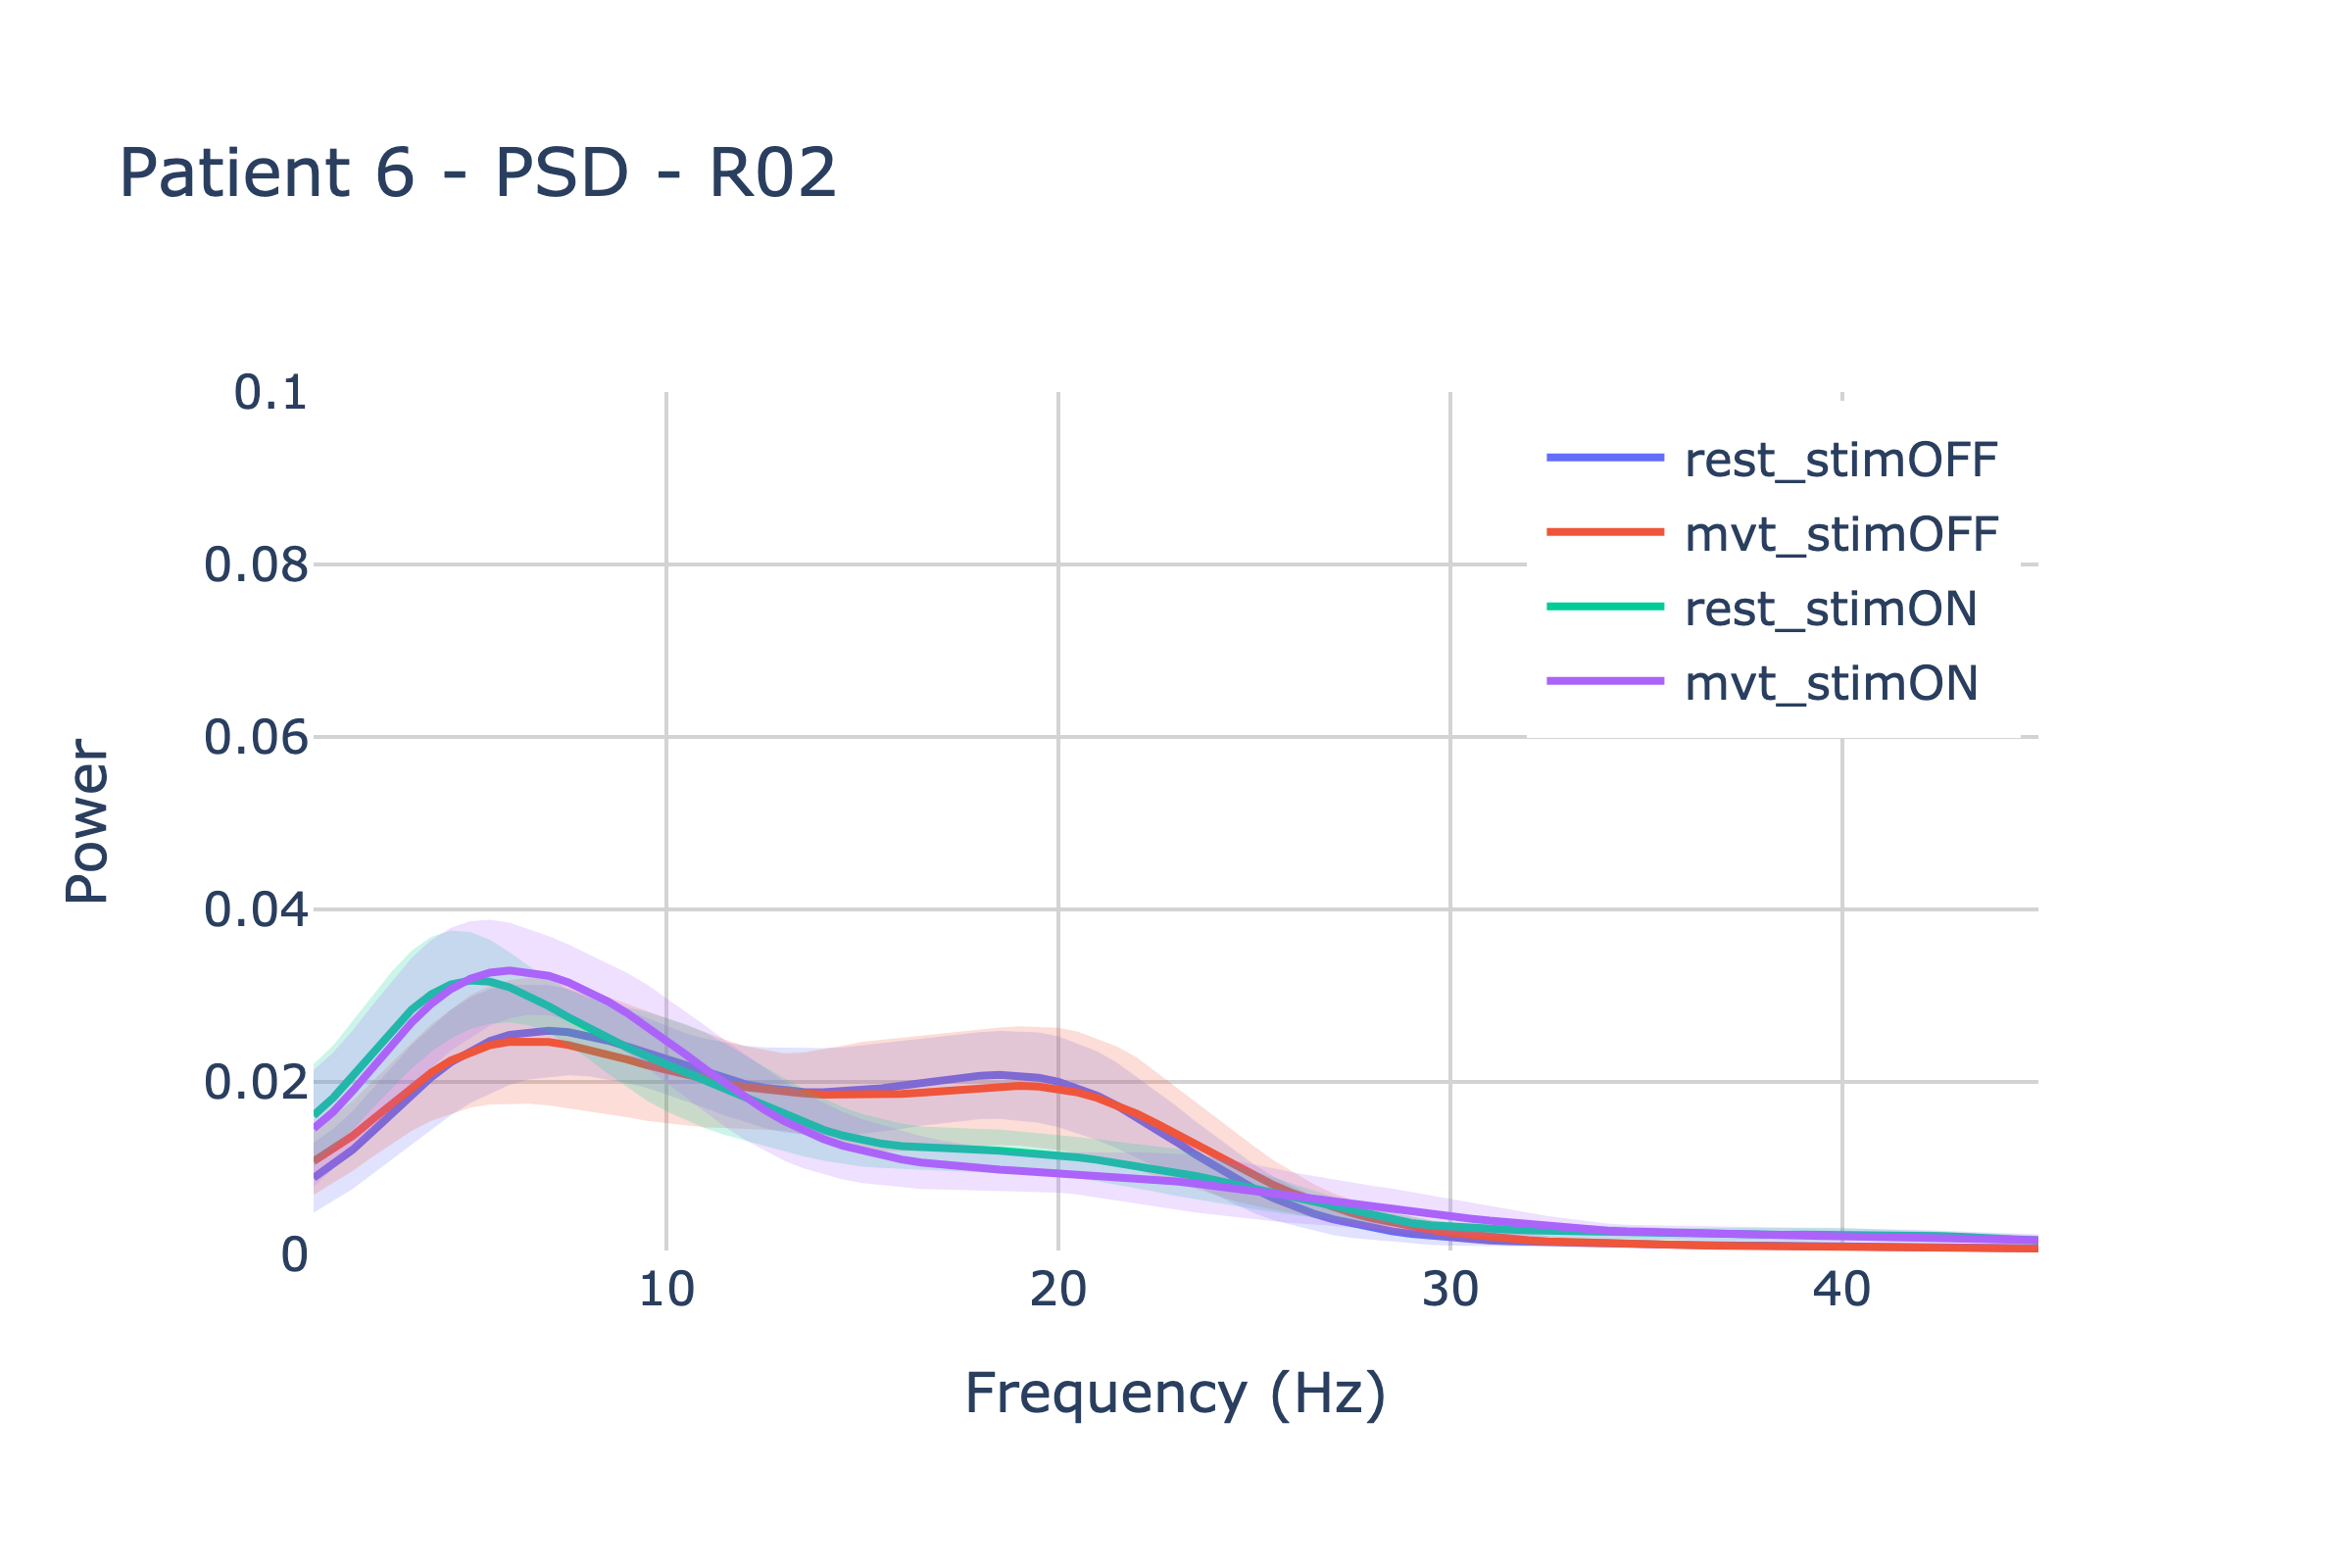 Patient 6 - PSD - R02
0.1
0.08
0.06
0.04
0.02
0
Power
10 20 30 40
Frequency (Hz)
rest_stimOFF
mvt_stimOFF
rest_stimON
mvt_stimON